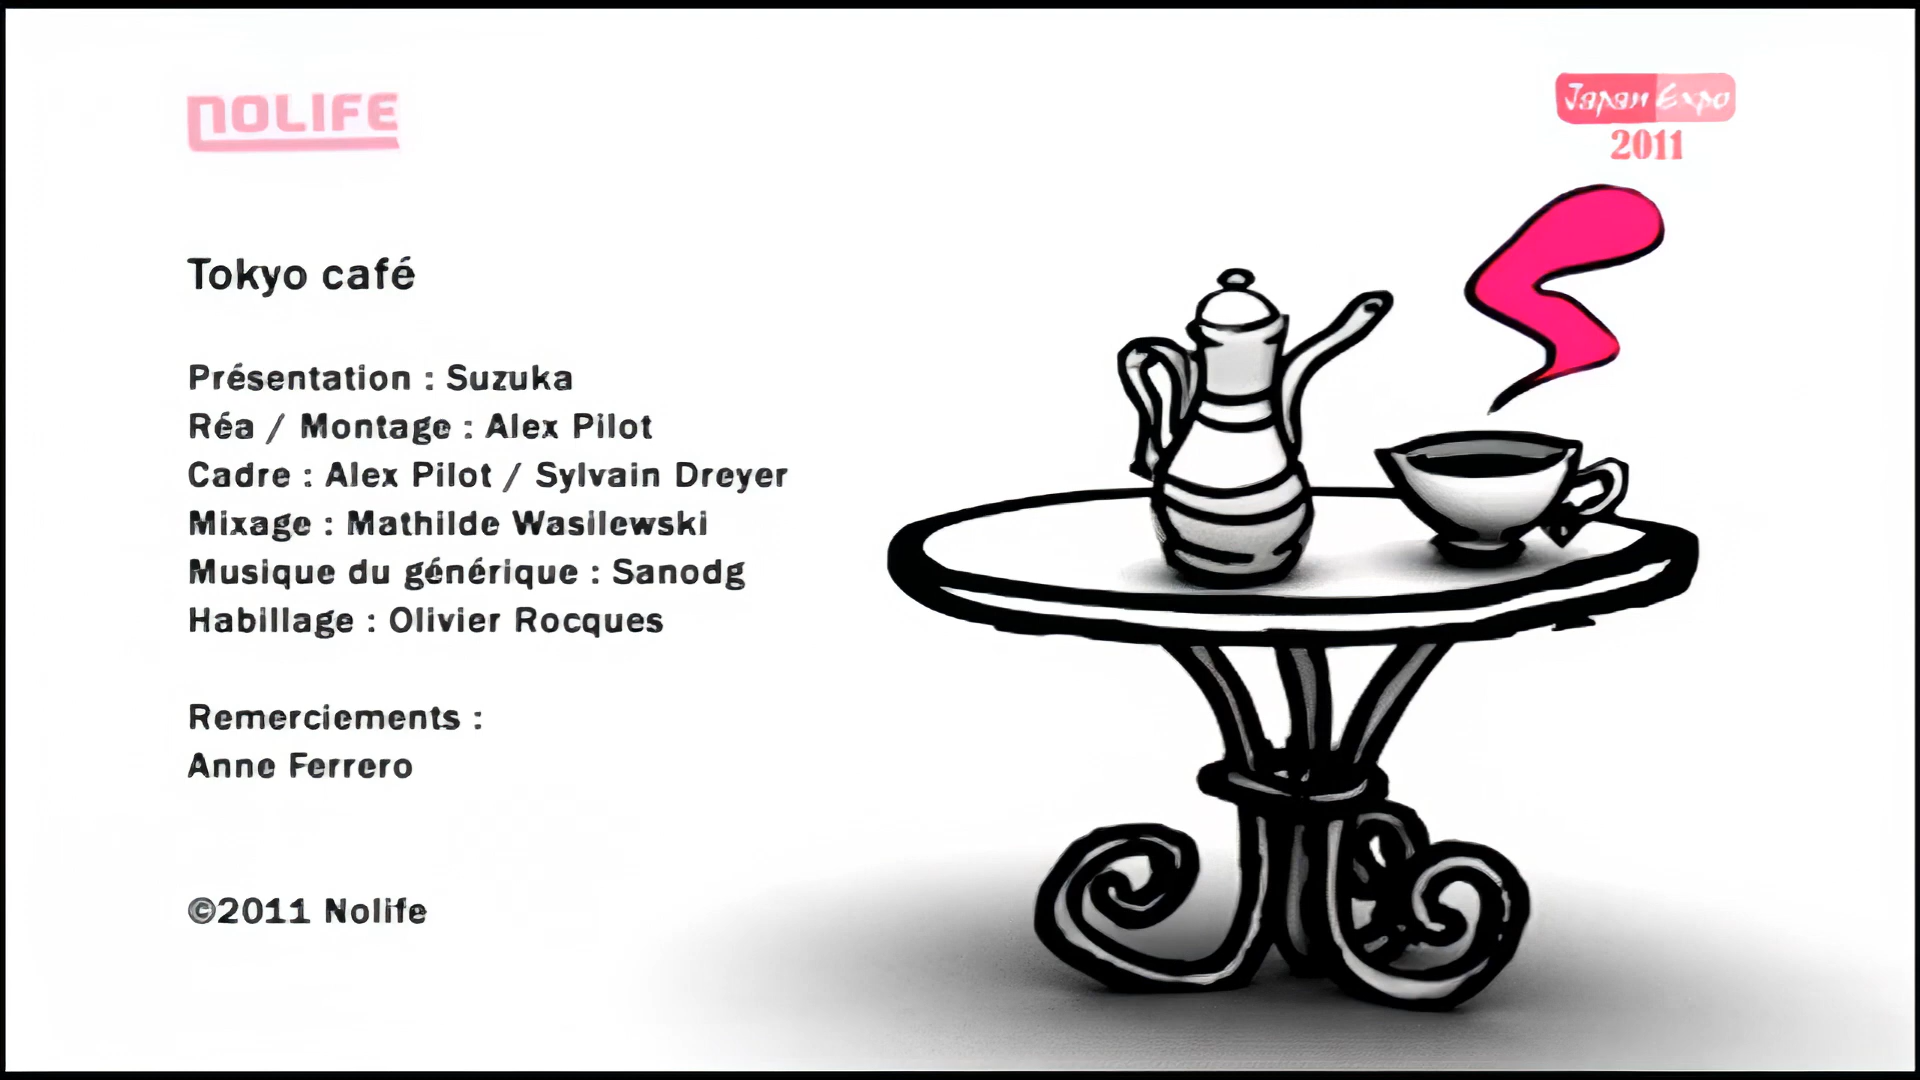 NOLIFE
Japan Expo
2011
Tokyo café
Présentation : Suzuka
Réa / Montage : Alex Pilot
Cadre : Alex Pilot / Sylvain Dreyer
Mixage : Mathilde Wasilewski
Musique du générique : Sanodg
Habillage : Olivier Rocques
Remerciements :
Anne Ferrero
©2011 Nolife